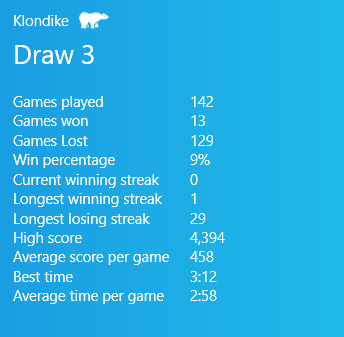 Klondike
Draw 3
Games played 142
Games won 13
Games Lost 129
Win percentage 9%
Current winning streak 0
Longest winning streak 1
Longest losing streak 29
High score 4,394
Average score per game 458
Best time 3:12
Average time per game 2:58